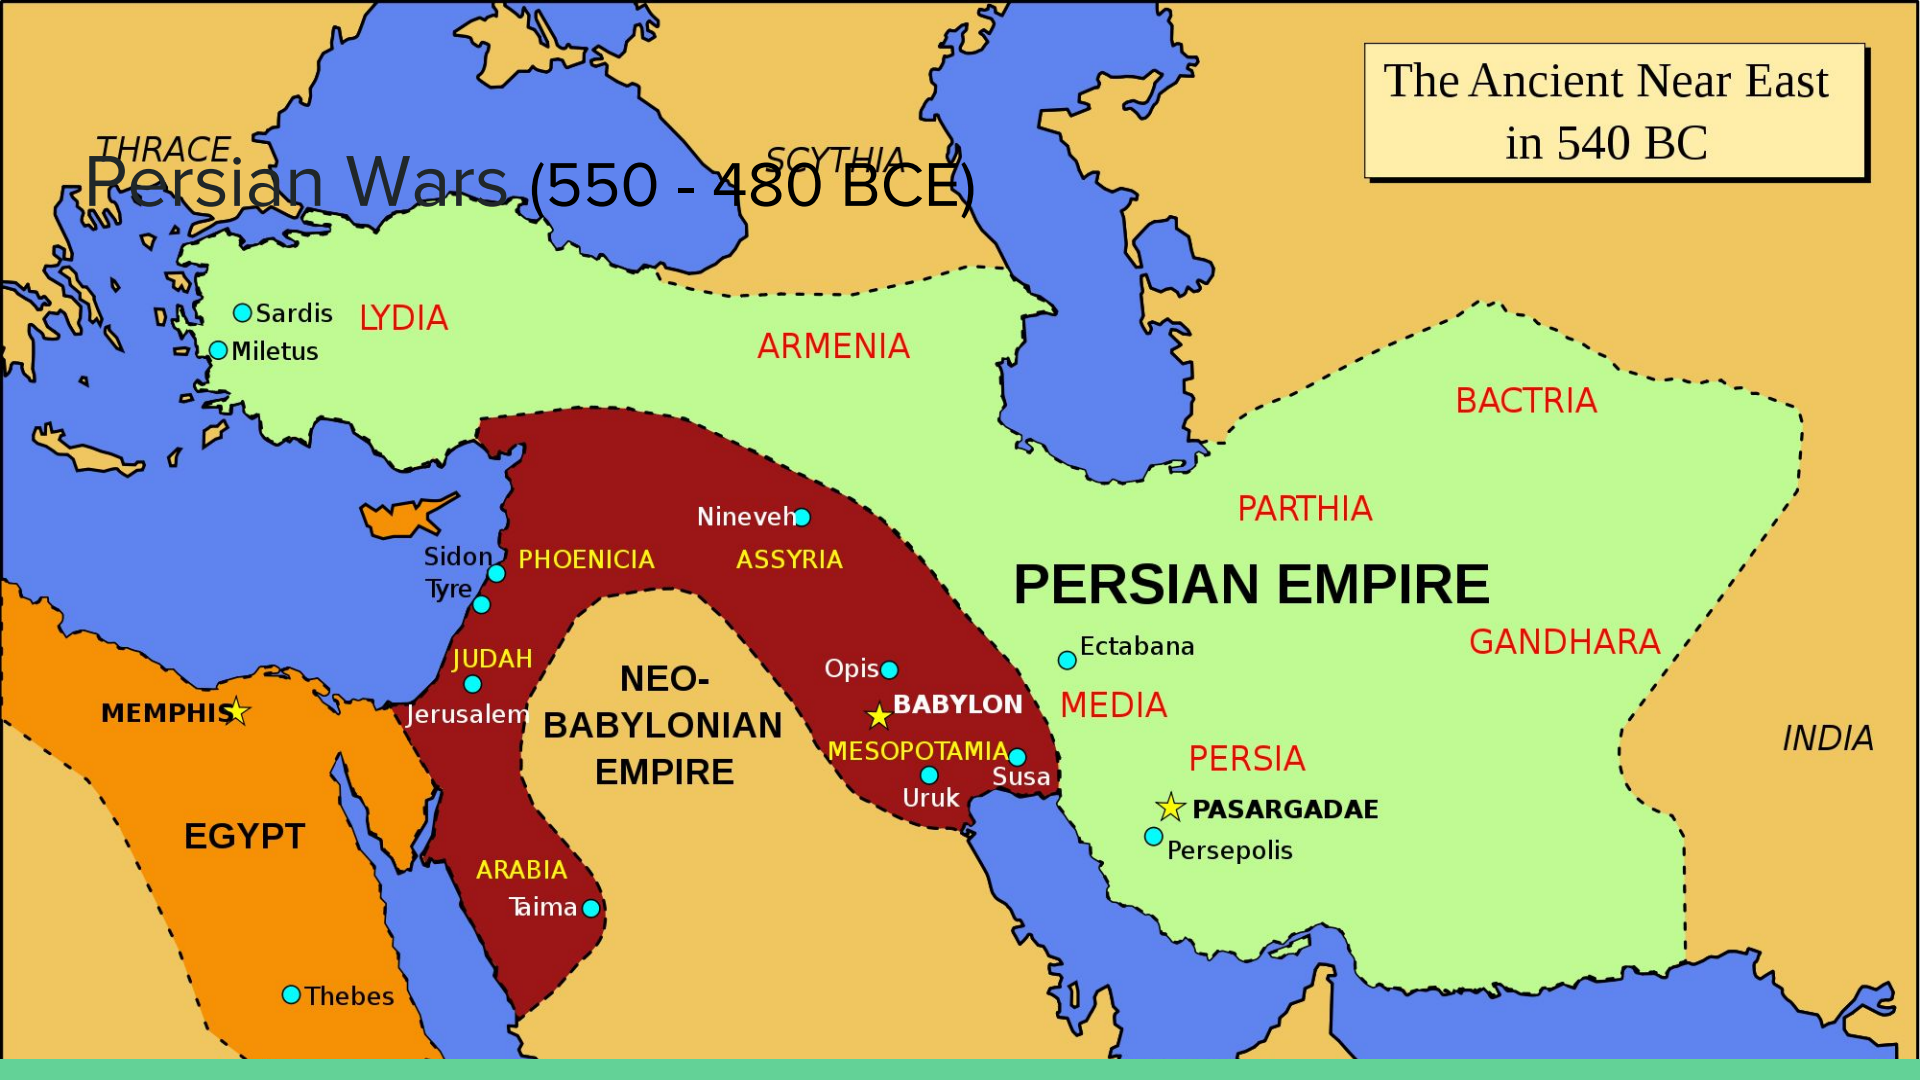 The Ancient Near East
in 540 BC
THRACE
SCYTHIA
Persian Wars (550 - 480 BCE)
Sardis
LYDIA
Miletus
ARMENIA
BACTRIA
PARTHIA
Nineveh
Sidon
PHOENICIA
ASSYRIA
Tyre
PERSIAN EMPIRE
GANDHARA
Ectabana
JUDAH
Opis
NEO-
BABYLONIAN
EMPIRE
BABYLON
MEDIA
MEMPHIS
Jerusalem
INDIA
MESOPOTAMIA
PERSIA
Susa
Uruk
PASARGADAE
EGYPT
Persepolis
ARABIA
Taima
Thebes